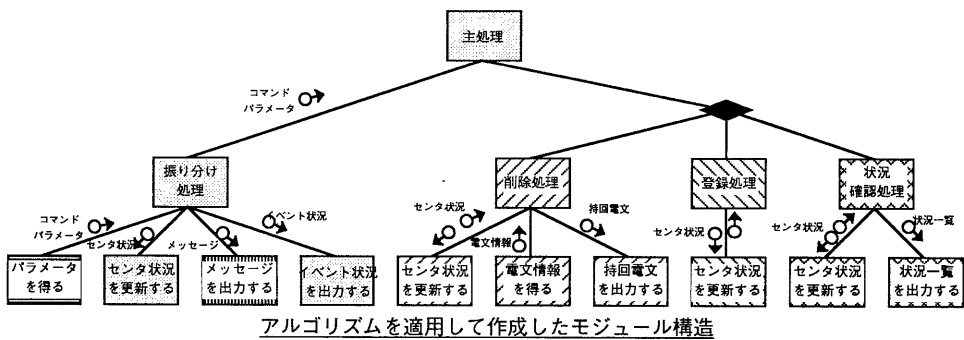 主処理
コマンド
パラメータ
振り分け
処理
削除処理
登録処理
状況
確認処理
コマンド
パラメータ
センタ状況
メッセージ
イベント状況
センタ状況
電文情報
持回電文
センタ状況
センタ状況
状況一覧
パラメータ
を得る
センタ状況
を更新する
メッセージ
を出力する
イベント状況
を出力する
センタ状況
を更新する
電文情報
を得る
持回電文
を出力する
センタ状況
を更新する
センタ状況
を更新する
状況一覧
を出力する
アルゴリズムを適用して作成したモジュール構造